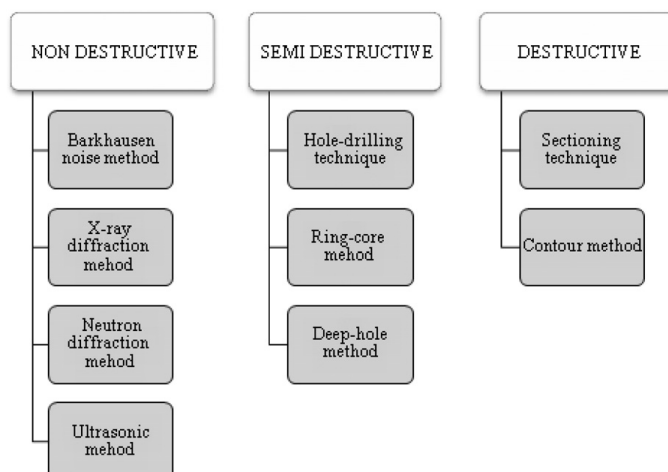 NON DESTRUCTIVE
Barkhausen
noise method
X-ray
diffraction
mehod
Neutron
diffraction
mehod
Ultrasonic
mehod
SEMI DESTRUCTIVE
Hole-drilling
technique
Ring-core
mehod
Deep-hole
method
DESTRUCTIVE
Sectioning
technique
Contour method